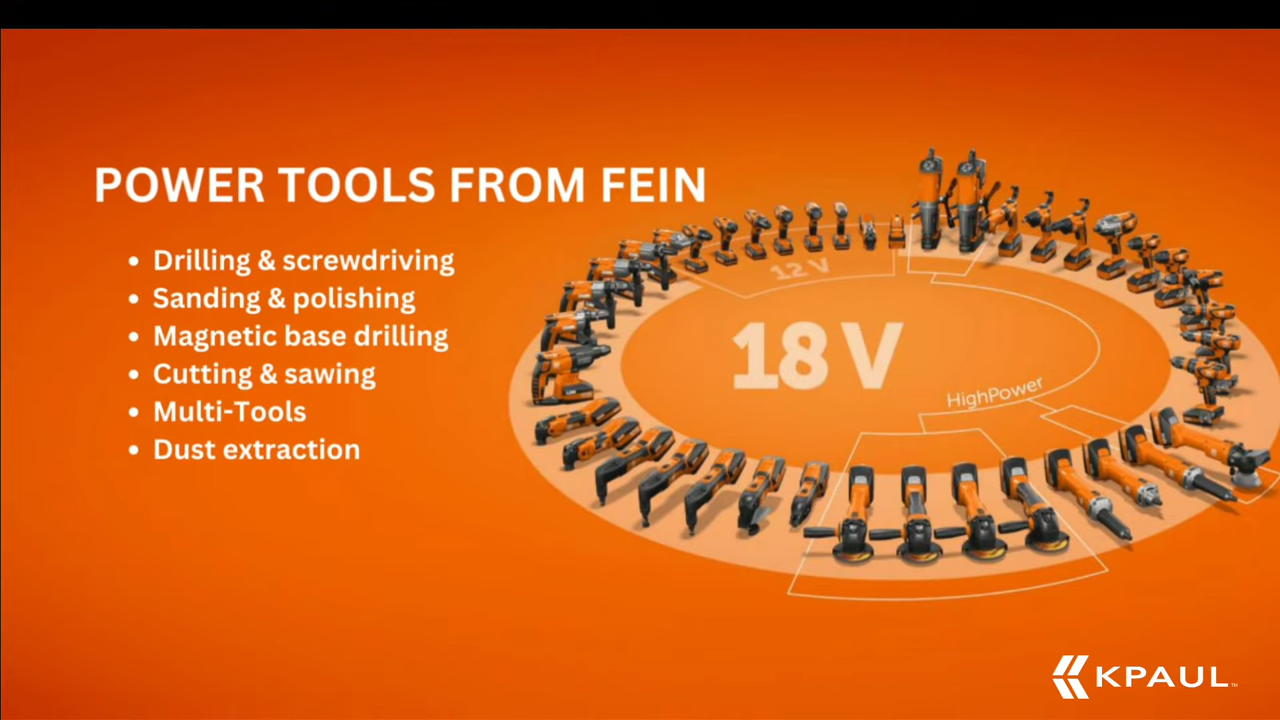 POWER TOOLS FROM FEIN
• Drilling & screwdriving
• Sanding & polishing
• Magnetic base drilling
• Cutting & sawing
• Multi-Tools
• Dust extraction
12 V
18 V
HighPower
KPAUL™